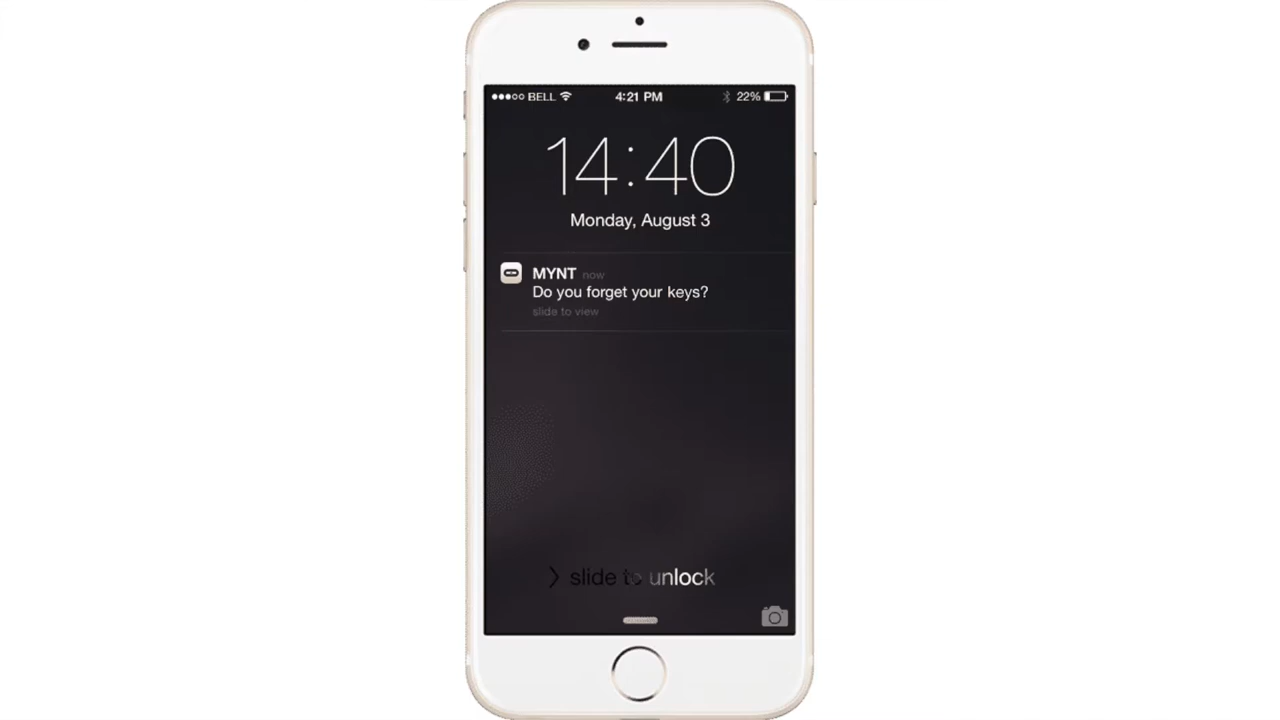 BELL 4:21 PM 22%
14:40
Monday, August 3
MYNT now
Do you forget your keys?
slide to view
> slide to unlock